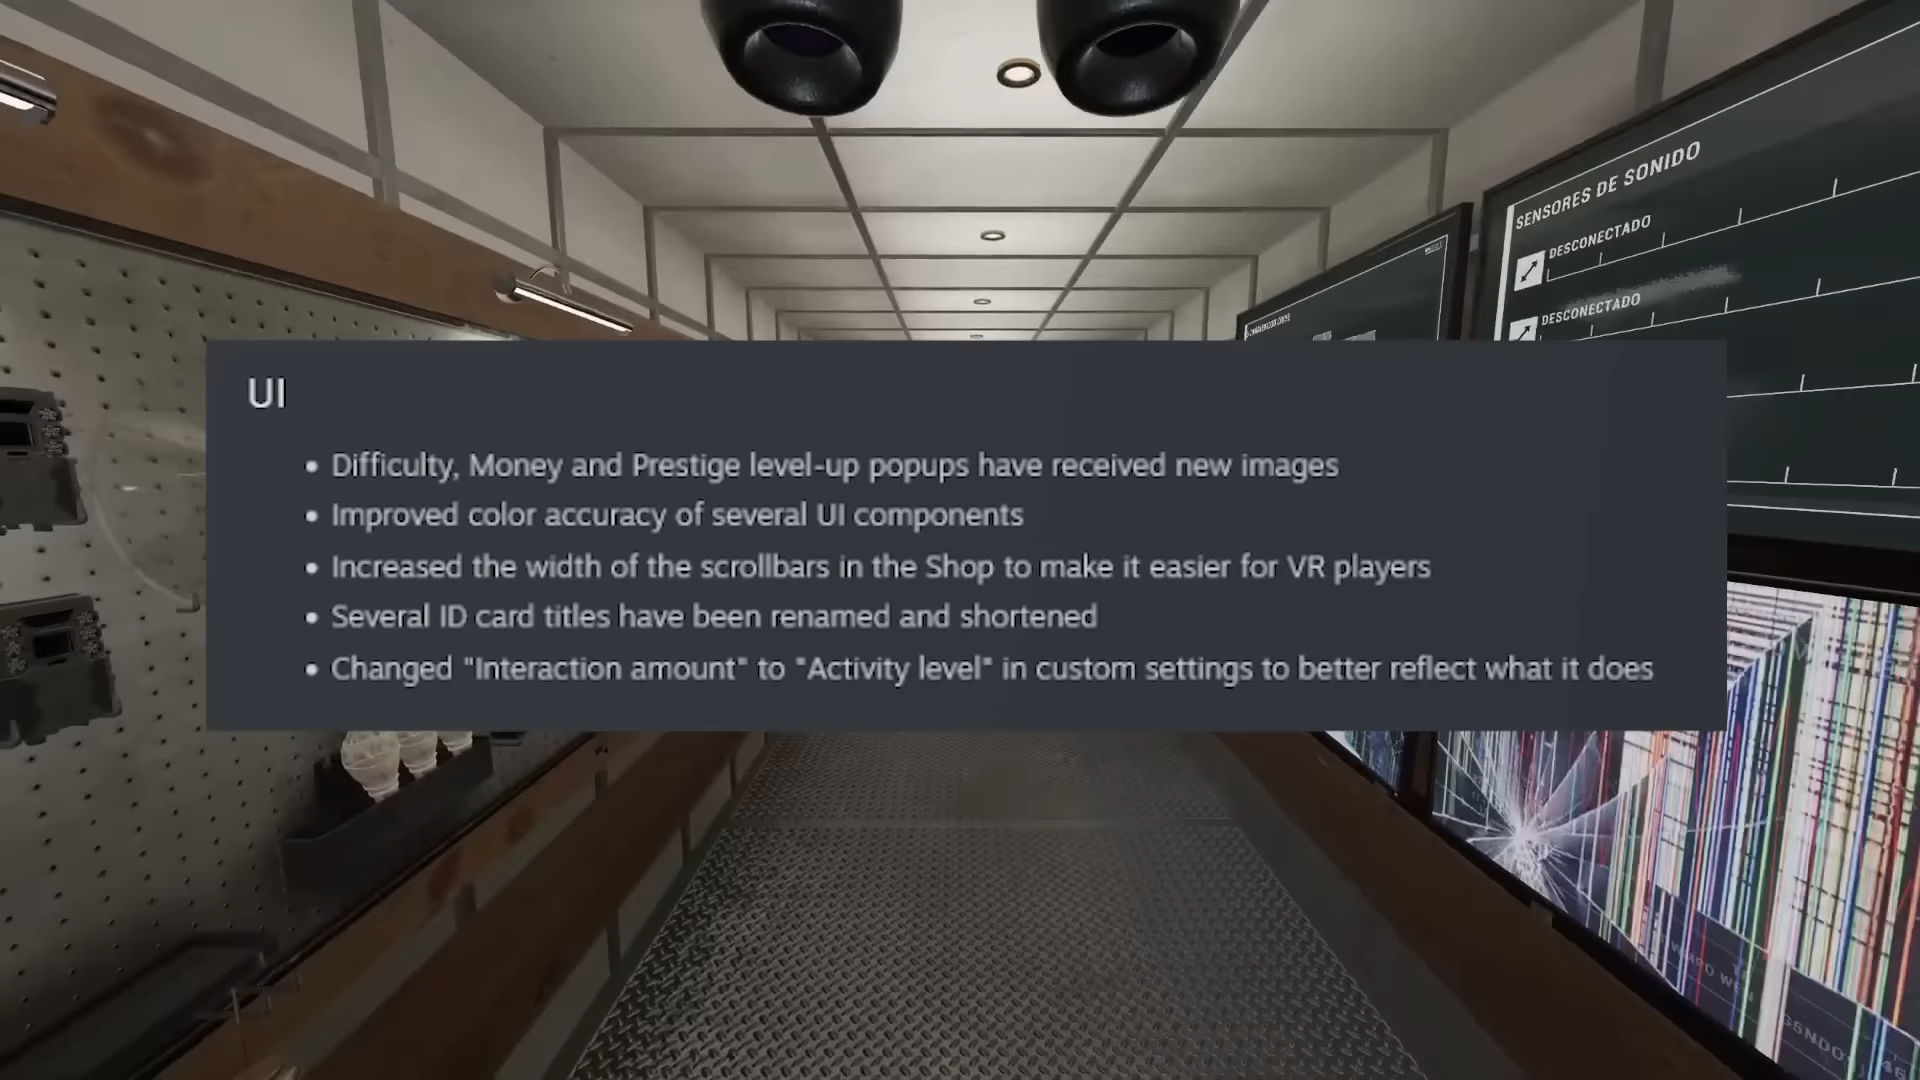 SENSORES DE SONIDO
DESCONECTADO
DESCONECTADO
UI
• Difficulty, Money and Prestige level-up popups have received new images
• Improved color accuracy of several UI components
• Increased the width of the scrollbars in the Shop to make it easier for VR players
• Several ID card titles have been renamed and shortened
• Changed "Interaction amount" to "Activity level" in custom settings to better reflect what it does